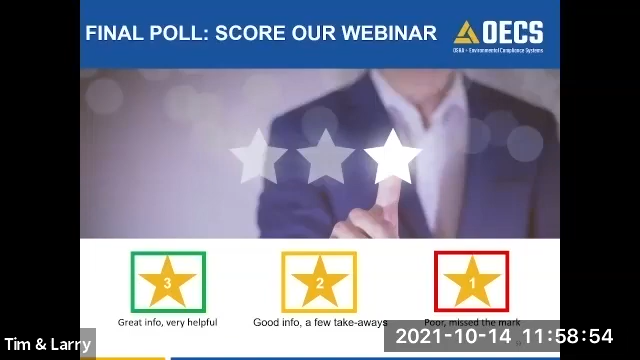 FINAL POLL: SCORE OUR WEBINAR
OECS
OSHA + Environmental Compliance Systems
3
2
1
Great info, very helpful
Good info, a few take-aways
Poor, missed the mark
Tim & Larry
2021-10-14 11:58:54